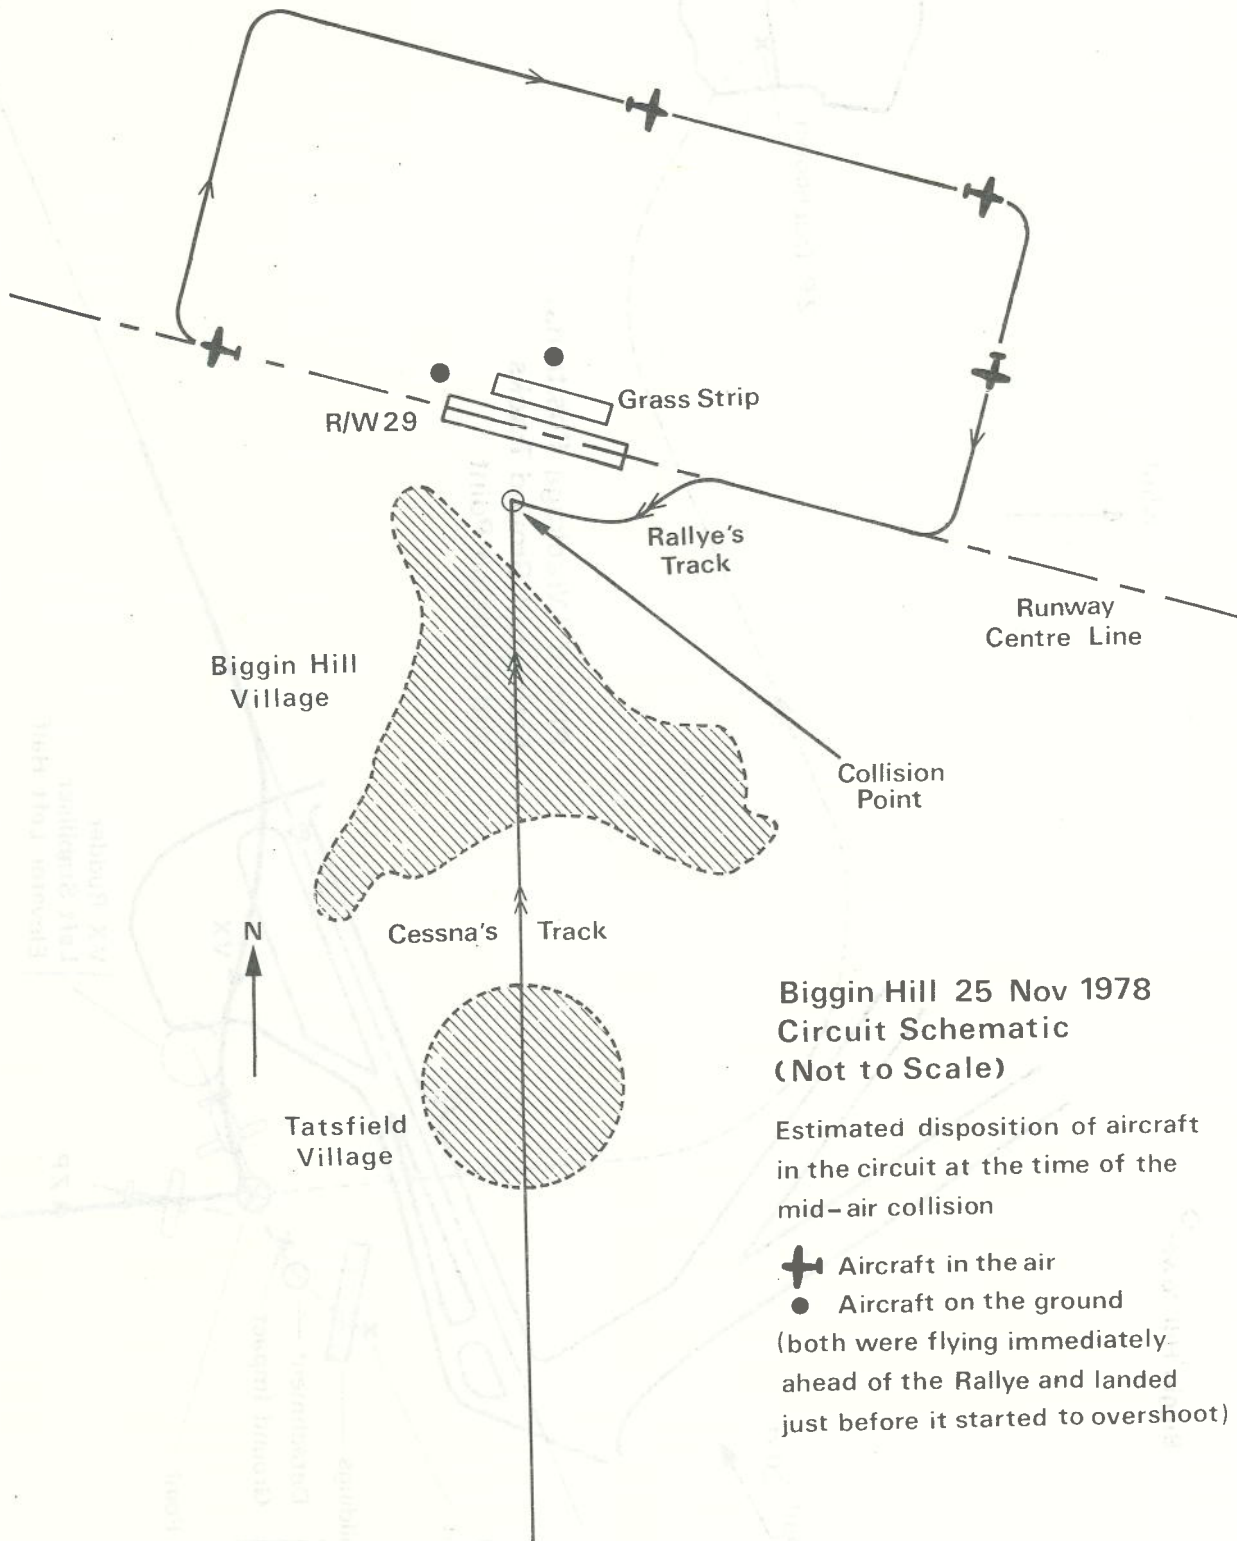 Grass Strip
R/W29
Rallye's
Track
Runway
Centre Line
Biggin Hill
Village
Collision
Point
N
Cessna's Track
Tatsfield
Village
Biggin Hill 25 Nov 1978
Circuit Schematic
(Not to Scale)
Estimated disposition of aircraft
in the circuit at the time of the
mid-air collision
Aircraft in the air
Aircraft on the ground
(both were flying immediately
ahead of the Rallye and landed
just before it started to overshoot)